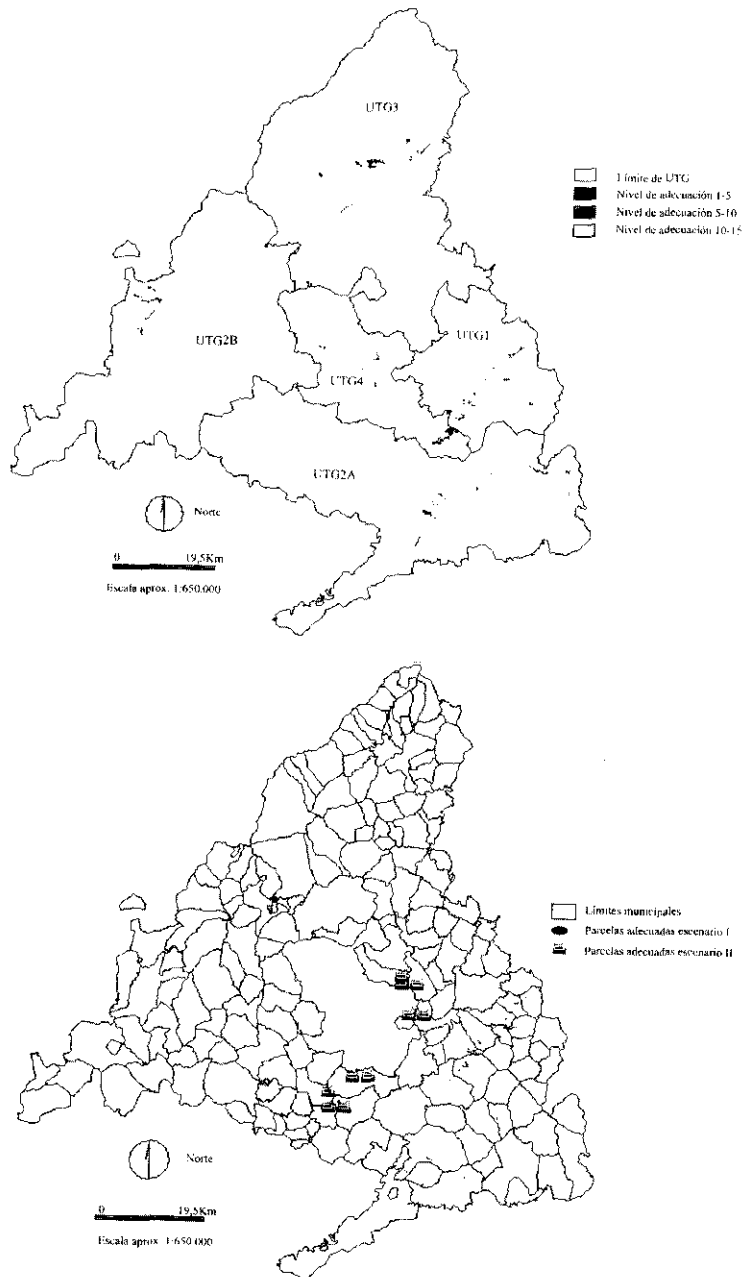 UTG3
Límite de UTG
Nivel de adecuación 1-5
Nivel de adecuación 5-10
Nivel de adecuación 10-15
UTG1
UTG2B
UTG4
UTG2A
Norte
0 19,5Km
Escala aprox. 1:650.000
Límites municipales
Parcelas adecuadas escenario I
Parcelas adecuadas escenario II
Norte
0 19,5Km
Escala aprox. 1:650.000